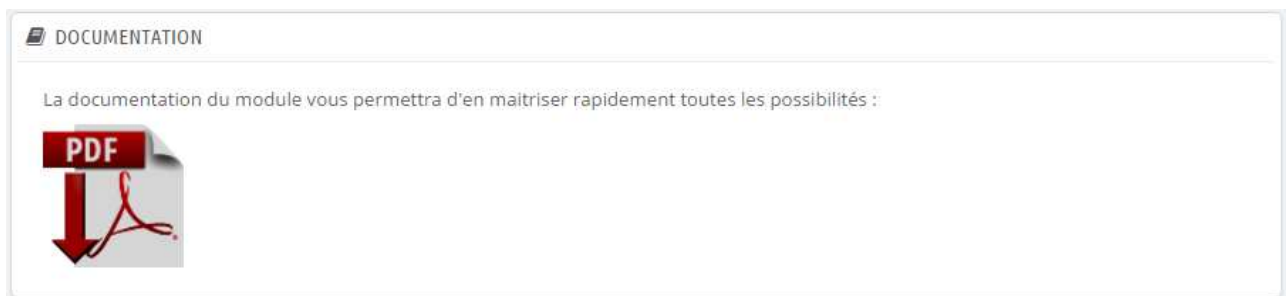 DOCUMENTATION
La documentation du module vous permettra d'en maitriser rapidement toutes les possibilités :
PDF